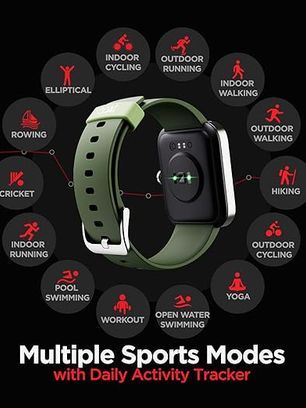 INDOOR
CYCLING
OUTDOOR
RUNNING
ELLIPTICAL
INDOOR
WALKING
ROWING
OUTDOOR
WALKING
CRICKET
HIKING
INDOOR
RUNNING
OUTDOOR
CYCLING
POOL
SWIMMING
YOGA
WORKOUT
OPEN WATER
SWIMMING
Multiple Sports Modes
with Daily Activity Tracker